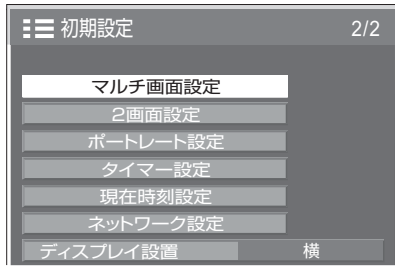 初期設定 2/2
マルチ画面設定
2画面設定
ポートレート設定
タイマー設定
現在時刻設定
ネットワーク設定
ディスプレイ設置 横